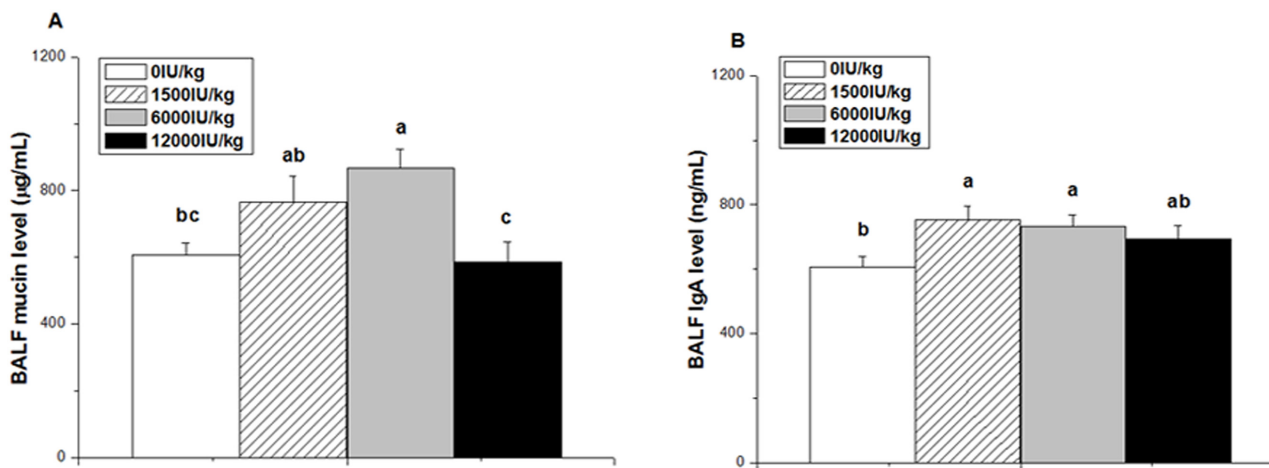 A
1200
800
400
0
BALF mucin level (μg/mL)
0IU/kg
1500IU/kg
6000IU/kg
12000IU/kg
bc
ab
a
c
B
1200
800
400
0
BALF IgA level (ng/mL)
0IU/kg
1500IU/kg
6000IU/kg
12000IU/kg
b
a
a
ab